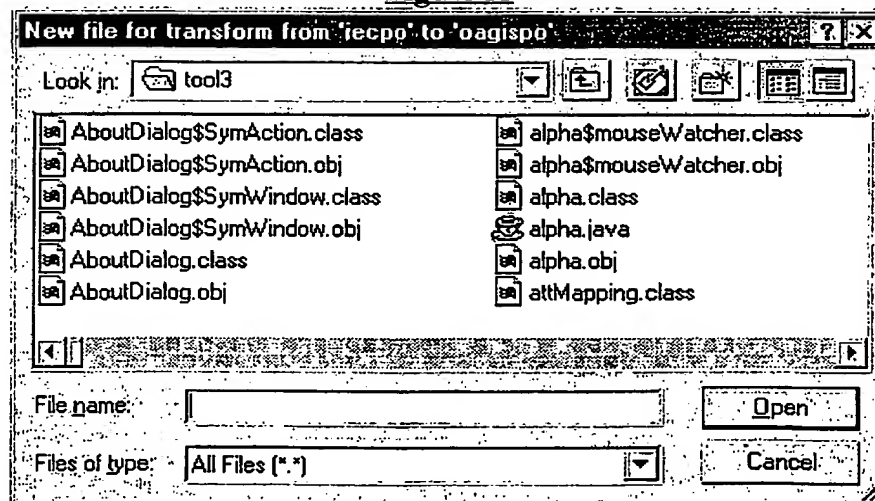 New file for transform from 'iecpo' to 'oagispo'
Look in: tool3
AboutDialog$SymAction.class
AboutDialog$SymAction.obj
AboutDialog$SymWindow.class
AboutDialog$SymWindow.obj
AboutDialog.class
AboutDialog.obj
alpha$mouseWatcher.class
alpha$mouseWatcher.obj
alpha.class
alpha.java
alpha.obj
attMapping.class
File name:
Open
Files of type: All Files (*.*)
Cancel